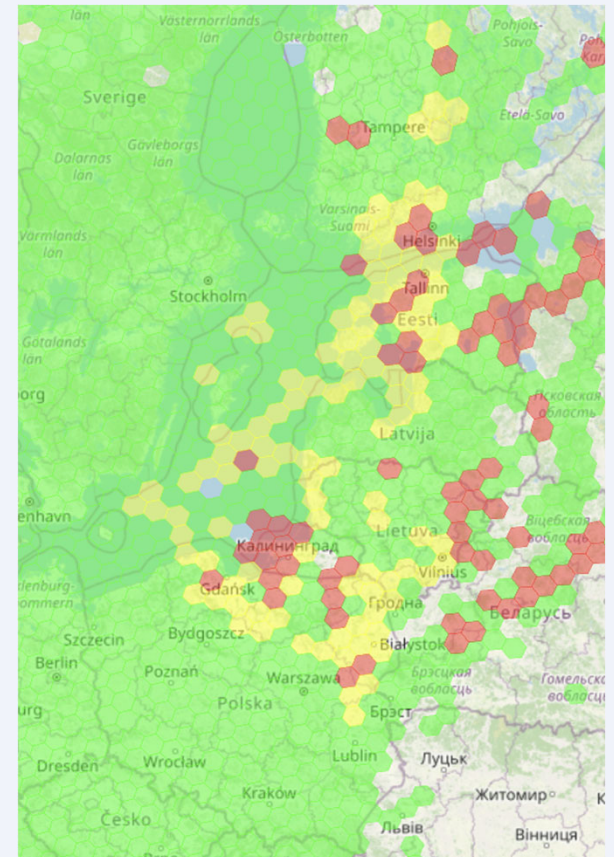 län
Västernorrlands
län
Österbotten
Pohjois-
Savo
Sverige
Etelä-Savo
Tampere
Dalarnas
län
Gävleborgs
län
Varsinais-
Suomi
Värmlands
län
Helsinki
Tallinn
Stockholm
Eesti
Götalands
län
Псковская
область
Latvija
Lietuva
Віцебская
вобласць
Калининград
Vilnius
Gdańsk
Гродна
Беларусь
Szczecin
Bydgoszcz
Białystok
Berlin
Poznań
Warszawa
Брэсцкая
вобласць
Polska
Брэст
Lublin
Dresden
Wrocław
Луцьк
Kraków
Житомир
Česko
Львів
Вінниця